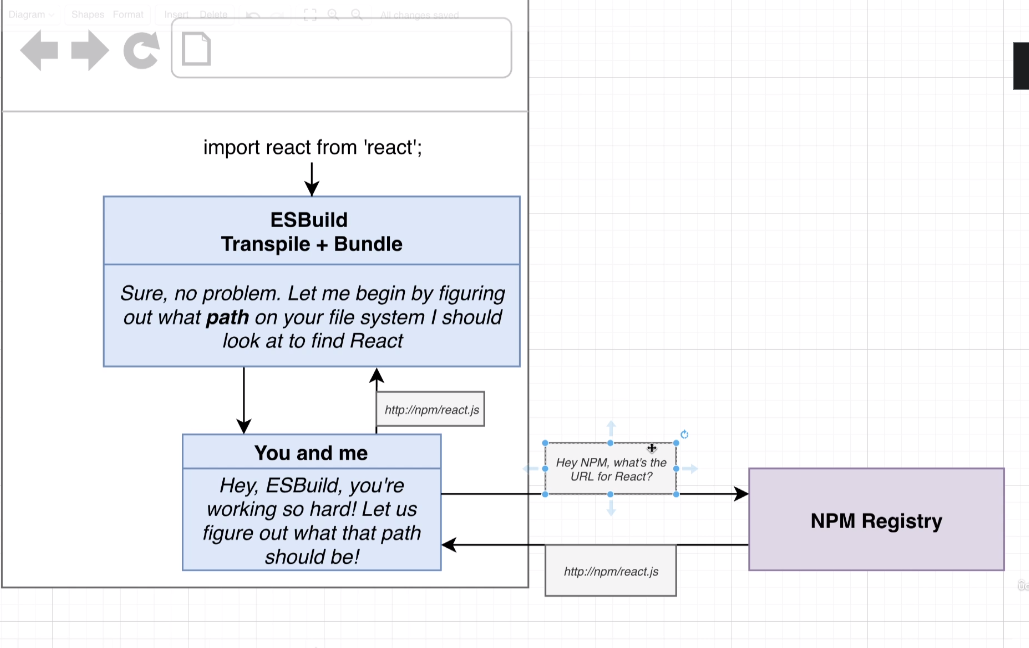 Diagram Shapes Format Insert Delete All changes saved
import react from 'react';
ESBuild
Transpile + Bundle
Sure, no problem. Let me begin by figuring
out what path on your file system I should
look at to find React
http://npm/react.js
You and me
Hey, ESBuild, you're
working so hard! Let us
figure out what that path
should be!
Hey NPM, what's the
URL for React?
NPM Registry
http://npm/react.js